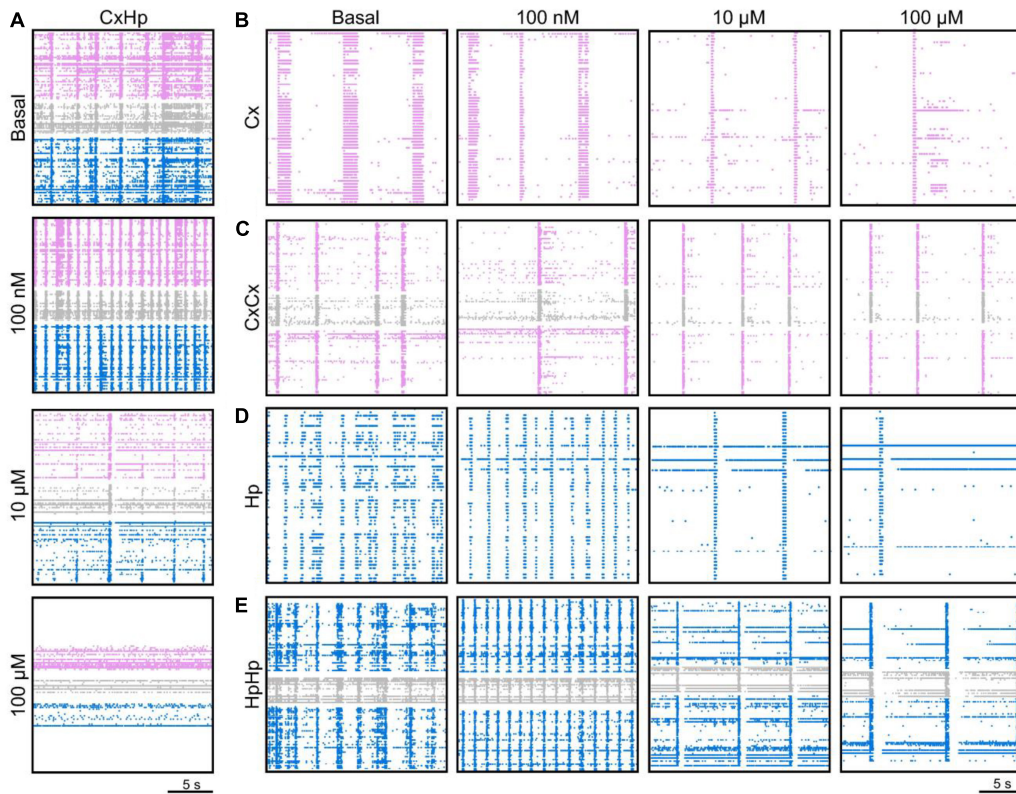 A CxHp
Basal
100 nM
10 µM
100 µM
5 s
B Basal 100 nM 10 µM 100 µM
Cx
C
CxCx
D
Hp
E
HpHp
5 s